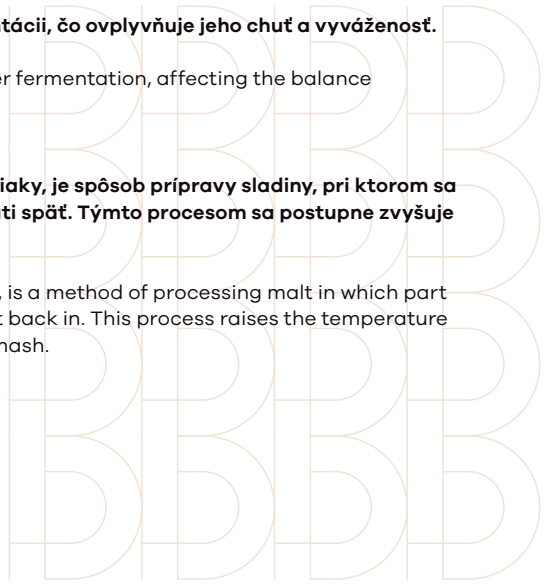 tácii, čo ovplyvňuje jeho chuť a vyváženosť.
er fermentation, affecting the balance
iaky, je spôsob prípravy sladiny, pri ktorom sa
ti späť. Týmto procesom sa postupne zvyšuje
, is a method of processing malt in which part
t back in. This process raises the temperature
mash.